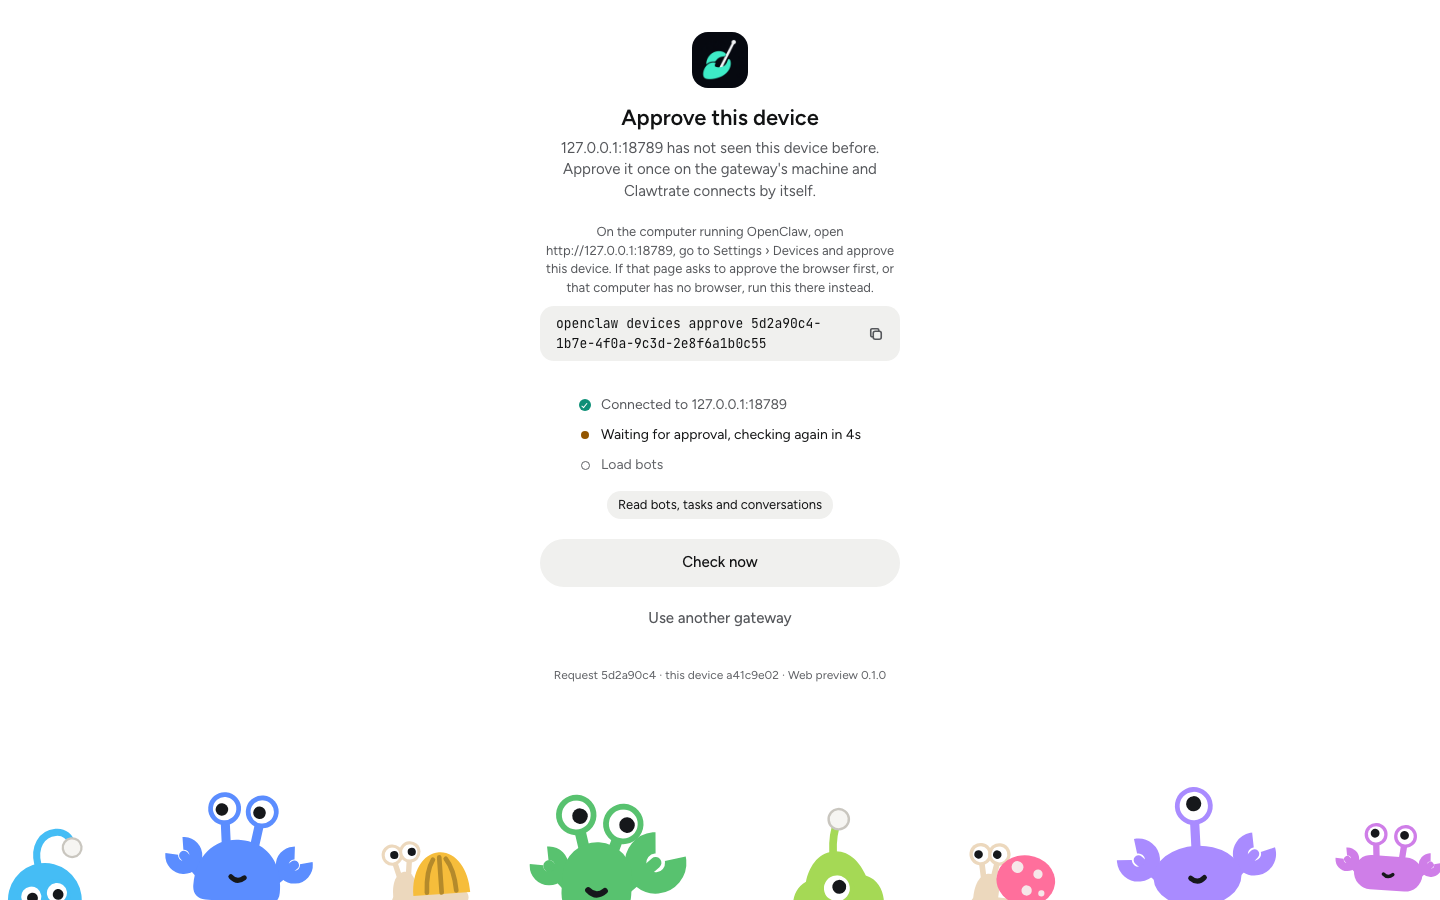 Approve this device
127.0.0.1:18789 has not seen this device before.
Approve it once on the gateway's machine and
Clawtrate connects by itself.
On the computer running OpenClaw, open
http://127.0.0.1:18789, go to Settings › Devices and approve
this device. If that page asks to approve the browser first, or
that computer has no browser, run this there instead.
openclaw devices approve 5d2a90c4-
1b7e-4f0a-9c3d-2e8f6a1b0c55
Connected to 127.0.0.1:18789
Waiting for approval, checking again in 4s
Load bots
Read bots, tasks and conversations
Check now
Use another gateway
Request 5d2a90c4 · this device a41c9e02 · Web preview 0.1.0